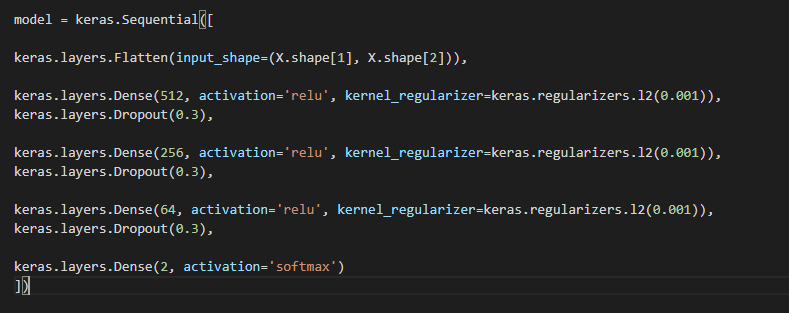 model = keras.Sequential([
keras.layers.Flatten(input_shape=(X.shape[1], X.shape[2])),
keras.layers.Dense(512, activation='relu', kernel_regularizer=keras.regularizers.l2(0.001)),
keras.layers.Dropout(0.3),
keras.layers.Dense(256, activation='relu', kernel_regularizer=keras.regularizers.l2(0.001)),
keras.layers.Dropout(0.3),
keras.layers.Dense(64, activation='relu', kernel_regularizer=keras.regularizers.l2(0.001)),
keras.layers.Dropout(0.3),
keras.layers.Dense(2, activation='softmax')
])